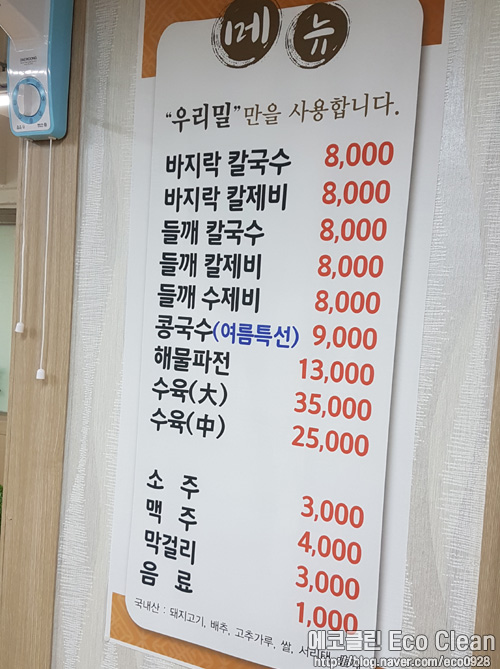 메뉴
"우리밀"만을 사용합니다.
바지락 칼국수 8,000
바지락 칼제비 8,000
들깨 칼국수 8,000
들깨 칼제비 8,000
들깨 수제비 8,000
콩국수(여름특선) 9,000
해물파전 13,000
수육(大) 35,000
수육(中) 25,000
소 주 3,000
맥 주 4,000
막걸리 3,000
음 료 1,000
국내산 : 돼지고기, 배추, 고추가루, 쌀, 서리태
에코클린 Eco Clean
http://blog.naver.com/eco0928